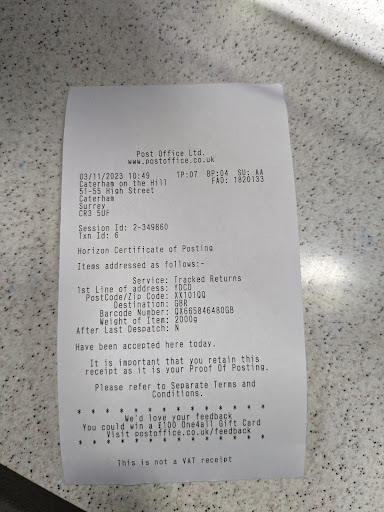 Post Office Ltd.
www.postoffice.co.uk
03/11/2023 10:49 TP:07 BP:04 SU: AA
Caterham on the Hill FAD: 1820133
51-55 High Street
Caterham
Surrey
CR3 5UF
Session Id: 2-349860
Txn Id: 6
Horizon Certificate of Posting
Items addressed as follows:-
Service: Tracked Returns
1st Line of address: YDCD
PostCode/Zip Code: XX101QQ
Destination: GBR
Barcode Number: QX665846480GB
Weight of Item: 2000g
After Last Despatch: N
Have been accepted here today.
It is important that you retain this
receipt as it is your Proof Of Posting.
Please refer to Separate Terms and
Conditions.
* * * * * * * * * * * * *
We'd love your feedback
You could win a £100 One4all Gift Card
Visit postoffice.co.uk/feedback
* * * * * * * * * * * * *
This is not a VAT receipt